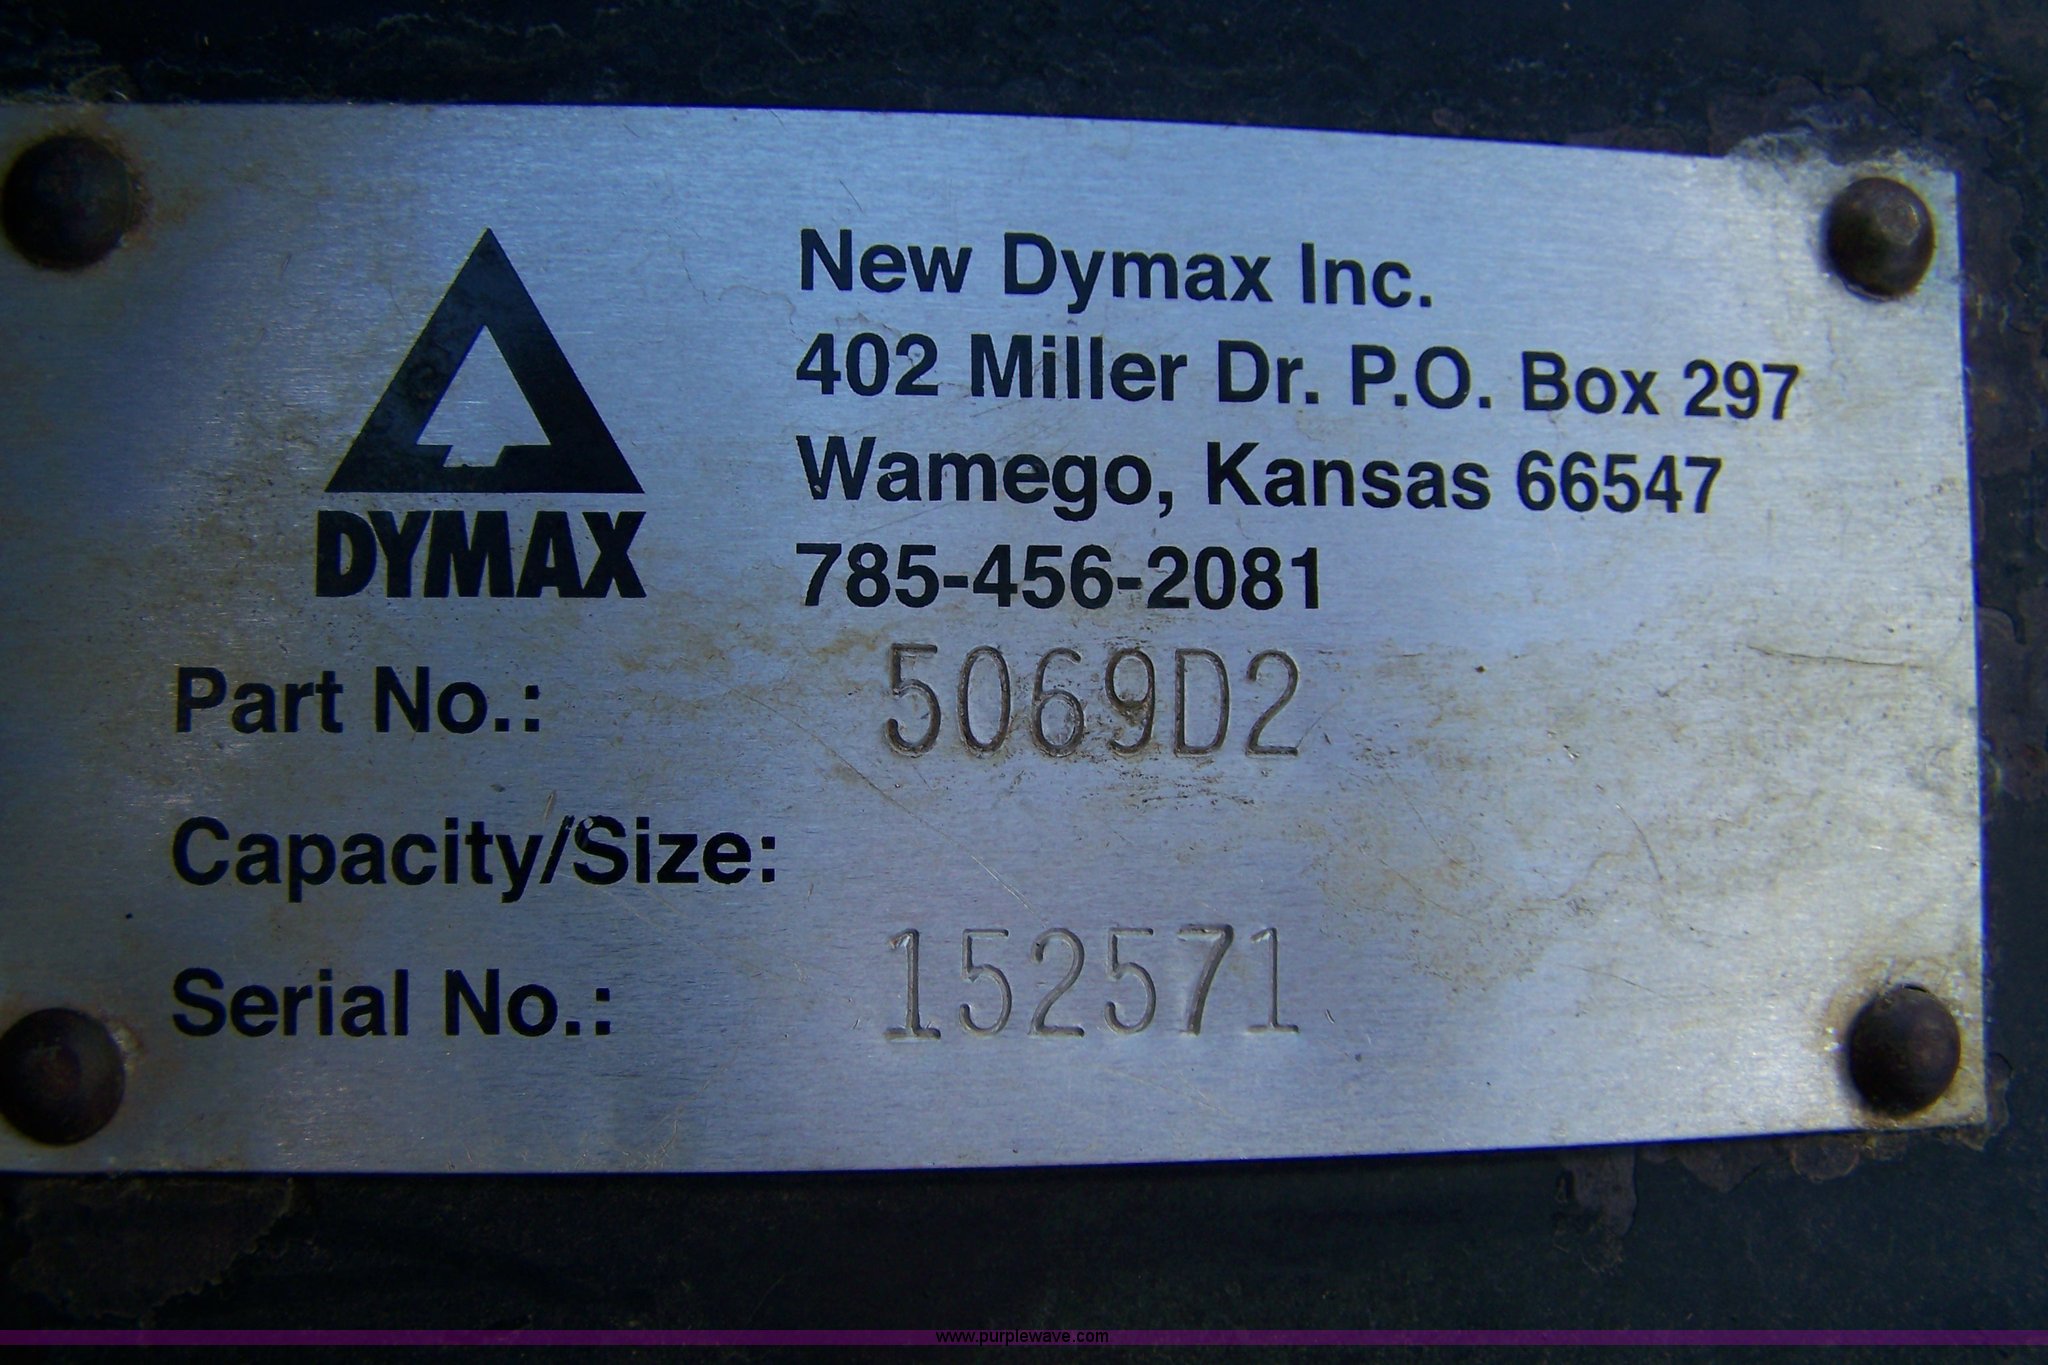 DYMAX
New Dymax Inc.
402 Miller Dr. P.O. Box 297
Wamego, Kansas 66547
785-456-2081
Part No.: 5069D2
Capacity/Size:
Serial No.: 152571
www.purplewave.com